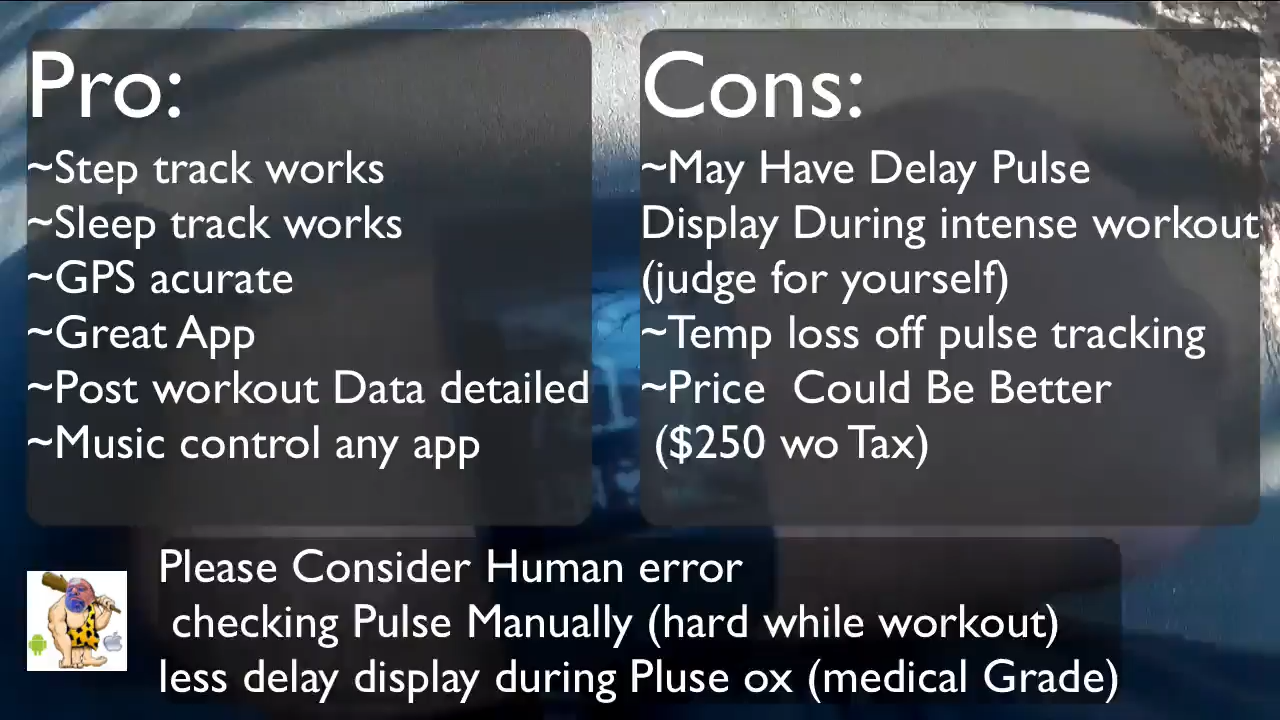 Pro:
~Step track works
~Sleep track works
~GPS acurate
~Great App
~Post workout Data detailed
~Music control any app
Cons:
~May Have Delay Pulse
Display During intense workout
(judge for yourself)
~Temp loss off pulse tracking
~Price  Could Be Better
($250 wo Tax)
Please Consider Human error
checking Pulse Manually (hard while workout)
less delay display during Pluse ox (medical Grade)